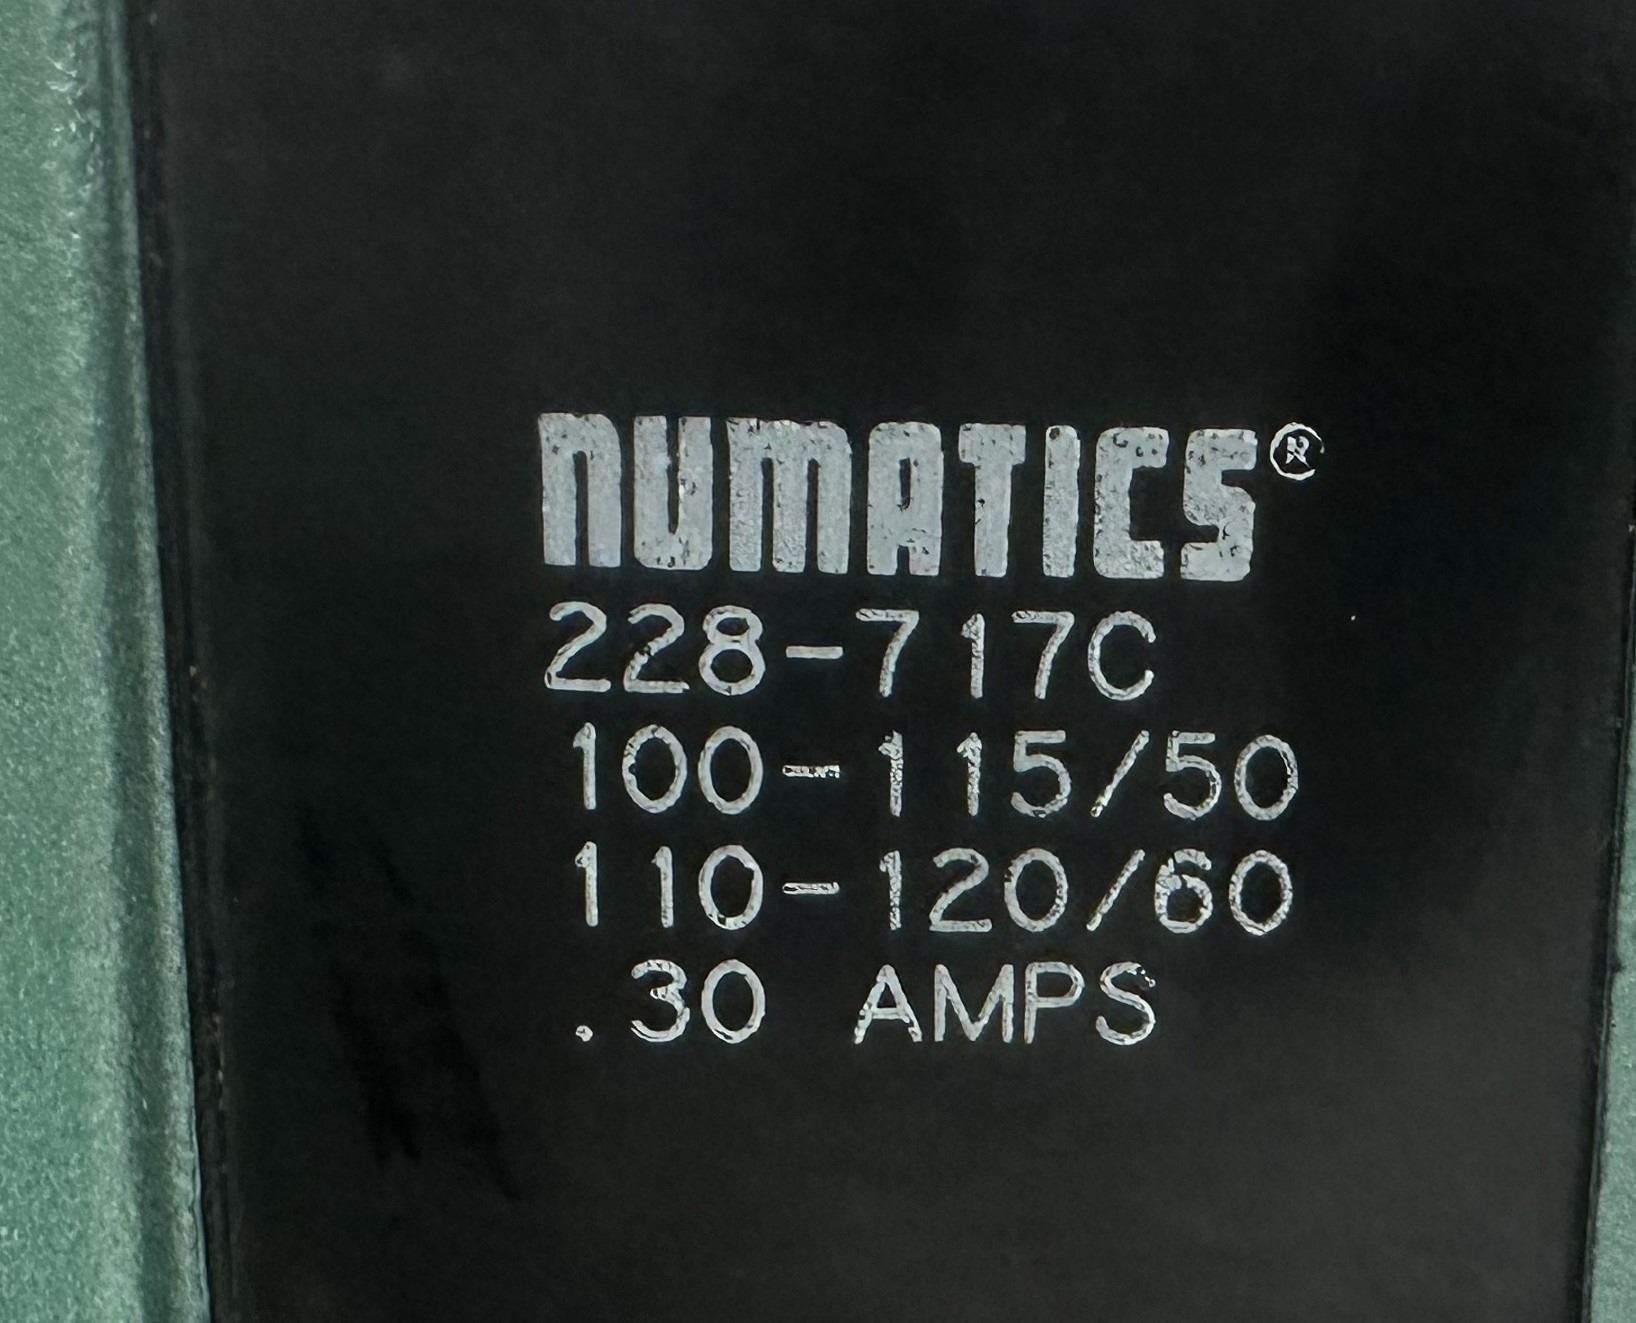 NUMATICS®
228-717C
100-115/50
110-120/60
.30 AMPS